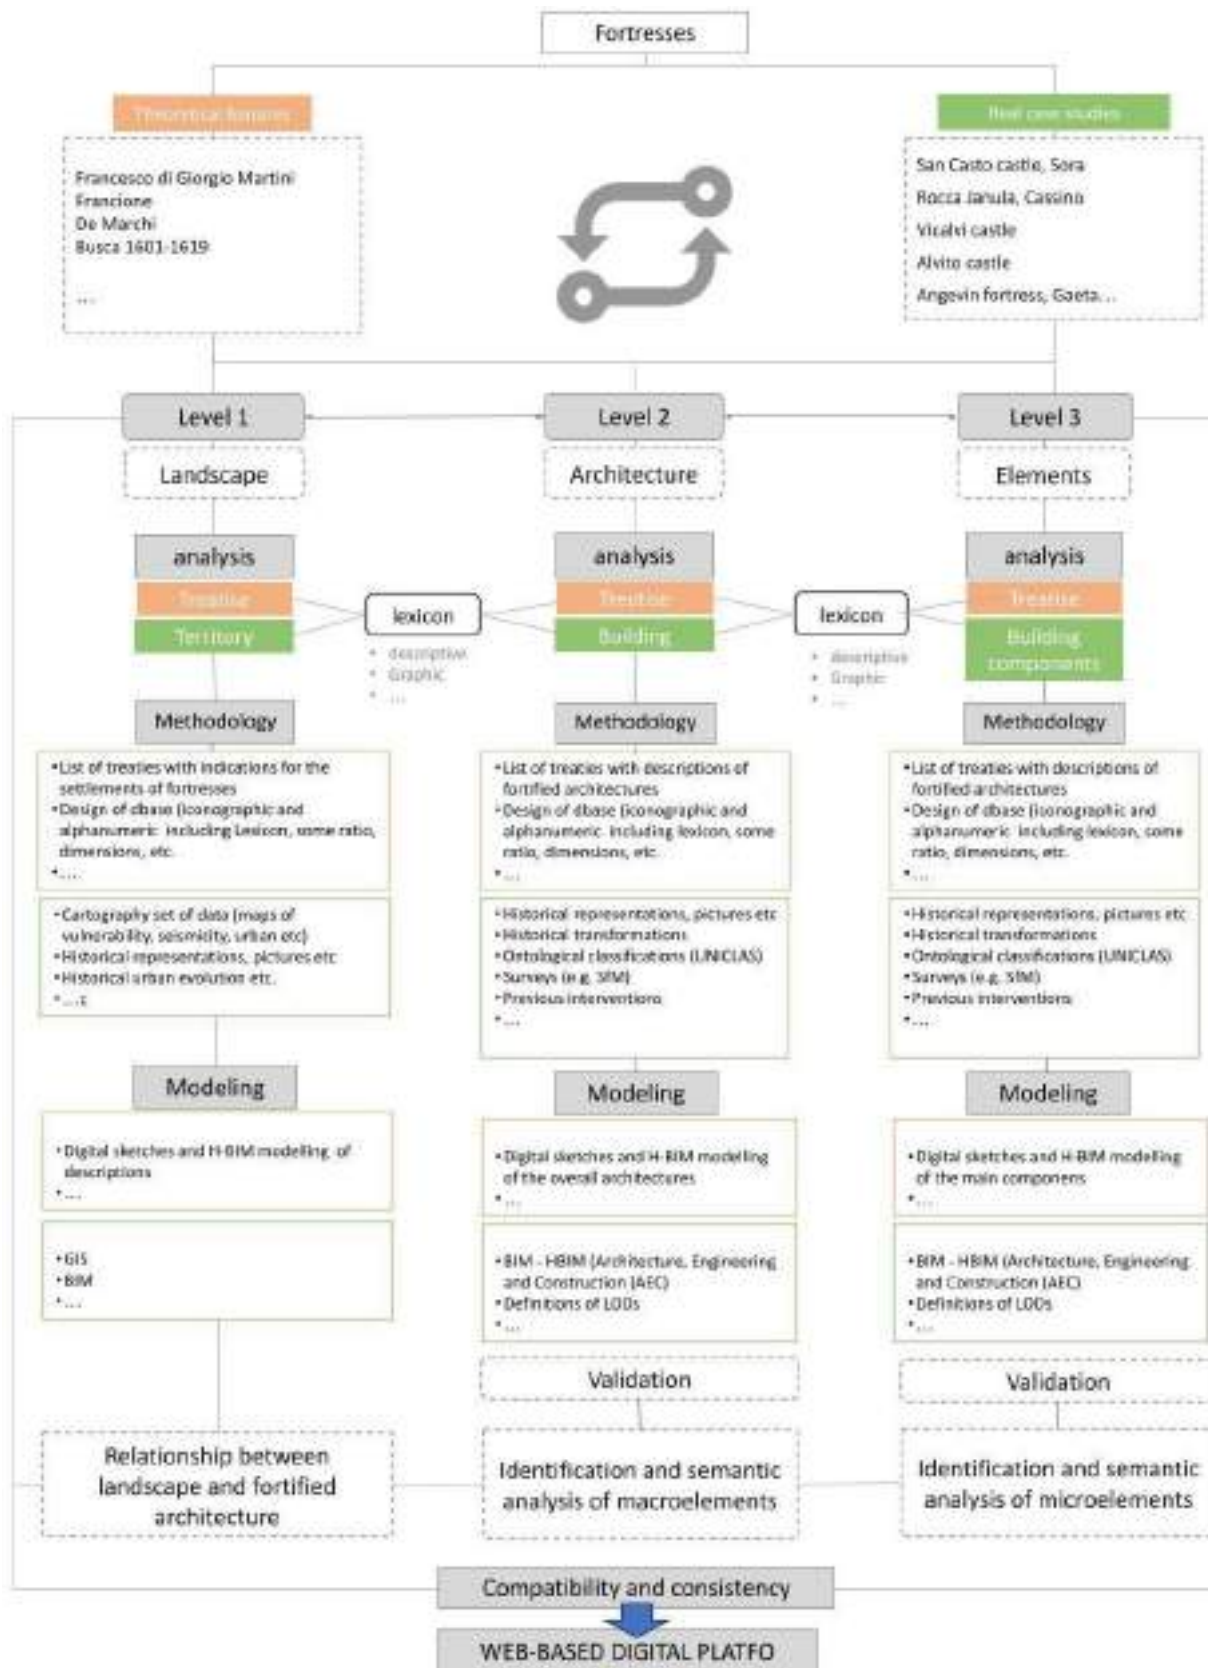 Fortresses
Theoretical fortresses
Real case studies
Francesco di Giorgio Martini
Francione
De Marchi
Busca 1601-1619
...
San Casto castle, Sora
Rocca Janula, Cassino
Vicalvi castle
Alvito castle
Angevin fortress, Gaeta...
Level 1
Level 2
Level 3
Landscape
Architecture
Elements
analysis
analysis
analysis
Treatise
Territory
lexicon
• descriptive
• Graphic
• ...
Treatise
Building
lexicon
• descriptive
• Graphic
• ...
Treatise
Building
components
Methodology
Methodology
Methodology
•List of treaties with indications for the
settlements of fortresses
•Design of dbase (iconographic and
alphanumeric including Lexicon, some ratio,
dimensions, etc.
•....
•List of treaties with descriptions of
fortified architectures
•Design of dbase (iconographic and
alphanumeric including lexicon, some
ratio, dimensions, etc.
•...
•List of treaties with descriptions of
fortified architectures
•Design of dbase (iconographic and
alphanumeric including lexicon, some
ratio, dimensions, etc.
•...
•Cartography set of data (maps of
vulnerability, seismicity, urban etc)
•Historical representations, pictures etc
•Historical urban evolution etc.
•...;
•Historical representations, pictures etc
•Historical transformations
•Ontological classifications (UNICLAS)
•Surveys (e.g. SfM)
•Previous interventions
•...
•Historical representations, pictures etc
•Historical transformations
•Ontological classifications (UNICLAS)
•Surveys (e.g. SfM)
•Previous interventions
•...
Modeling
Modeling
Modeling
•Digital sketches and H-BIM modelling of
descriptions
•...
•Digital sketches and H-BIM modelling
of the overall architectures
•...
•Digital sketches and H-BIM modelling
of the main componens
•...
•GIS
•BIM
•...
•BIM - HBIM (Architecture, Engineering
and Construction (AEC)
•Definitions of LODs
•...
•BIM - HBIM (Architecture, Engineering
and Construction (AEC)
•Definitions of LODs
•...
Validation
Validation
Relationship between
landscape and fortified
architecture
Identification and semantic
analysis of macroelements
Identification and semantic
analysis of microelements
Compatibility and consistency
WEB-BASED DIGITAL PLATFO